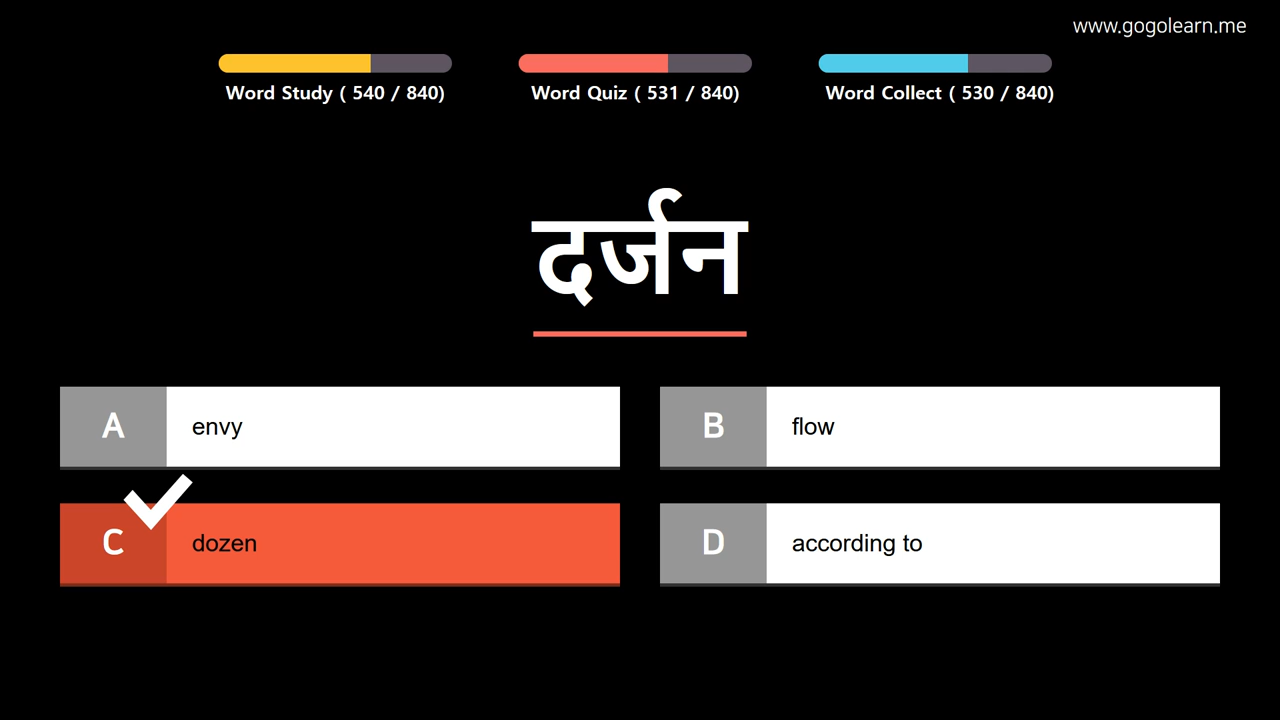 www.gogolearn.me
Word Study ( 540 / 840)
Word Quiz ( 531 / 840)
Word Collect ( 530 / 840)
दर्जन
A envy
B flow
C dozen
D according to